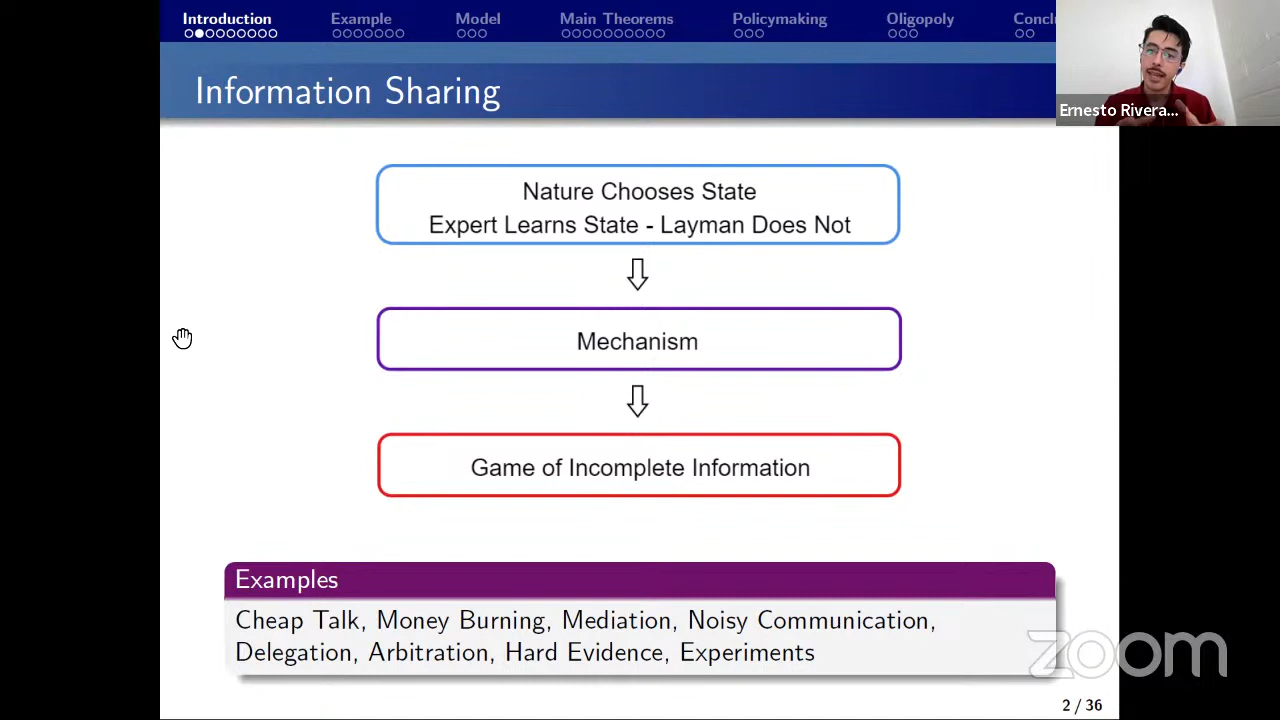 Introduction
Example
Model
Main Theorems
Policymaking
Oligopoly
Information Sharing
Ernesto Rivera...
Nature Chooses State
Expert Learns State - Layman Does Not
Mechanism
Game of Incomplete Information
Examples
Cheap Talk, Money Burning, Mediation, Noisy Communication,
Delegation, Arbitration, Hard Evidence, Experiments
zoom
2 / 36